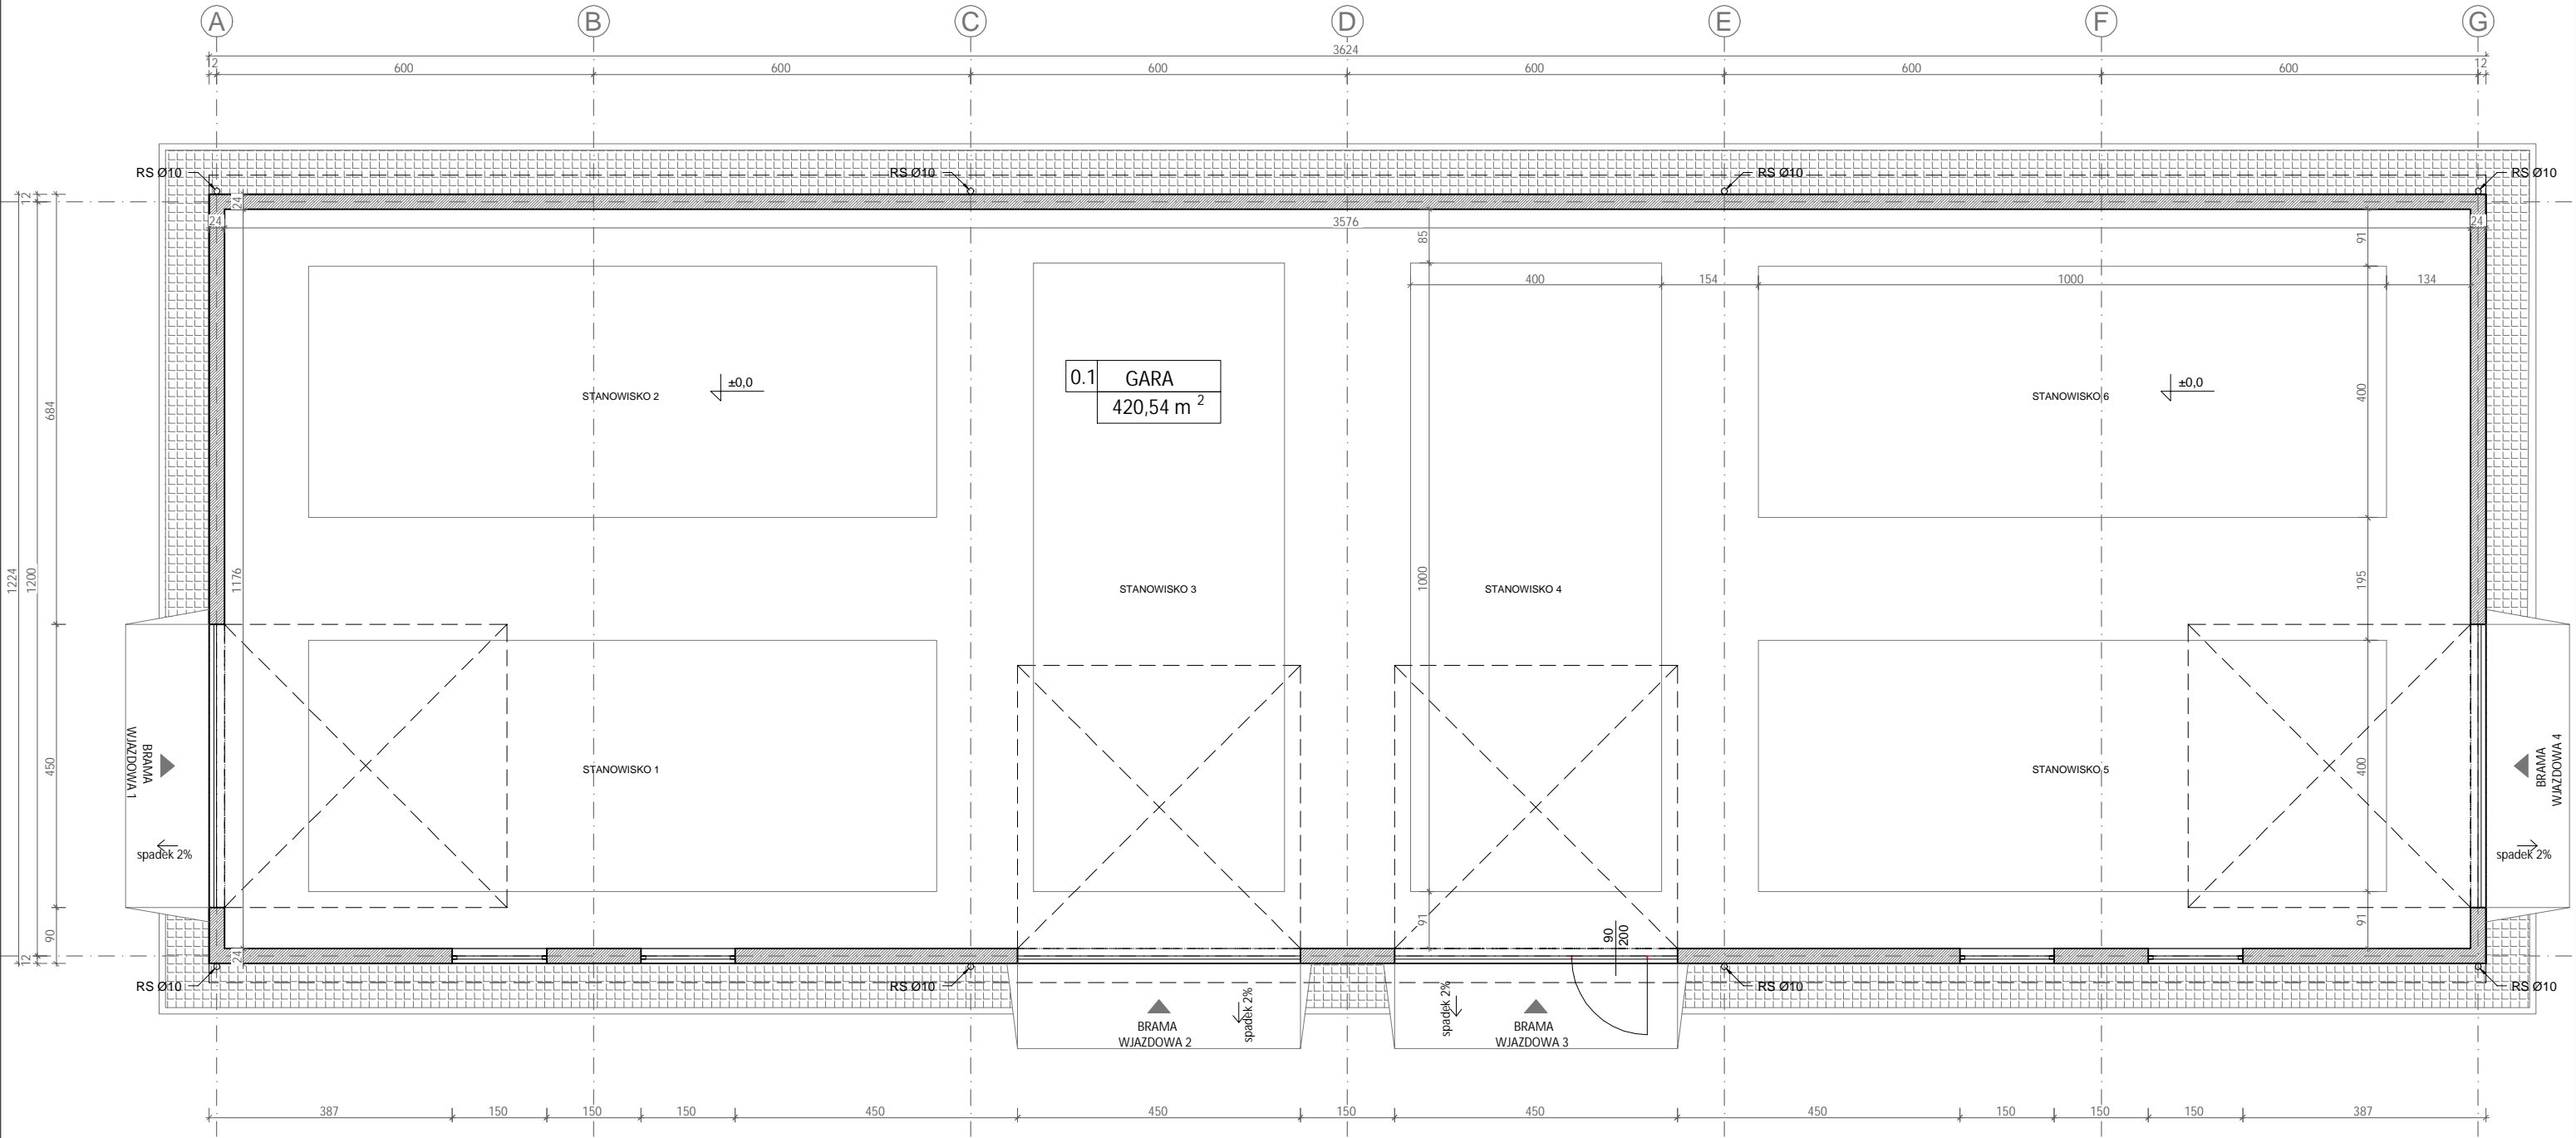 A B C D E F G
3624
12 600 600 600 600 600 600 12
RS Ø10 RS Ø10 RS Ø10 RS Ø10
12 24
24 3576 24
85 91
400 154 1000 134
0.1 GARA
420,54 m 2
±0,0 ±0,0
STANOWISKO 2 STANOWISKO 6
684 400
1224 1200 1176 1000 195
STANOWISKO 3 STANOWISKO 4
BRAMA
WJAZDOWA 1
450
STANOWISKO 1 STANOWISKO 5
400
BRAMA
WJAZDOWA 4
spadek 2% spadek 2%
90 91 91
90
200
12 24
RS Ø10 RS Ø10 RS Ø10 RS Ø10
spadek 2% spadek 2%
BRAMA
WJAZDOWA 2
BRAMA
WJAZDOWA 3
387 150 150 150 450 450 150 450 450 150 150 150 387